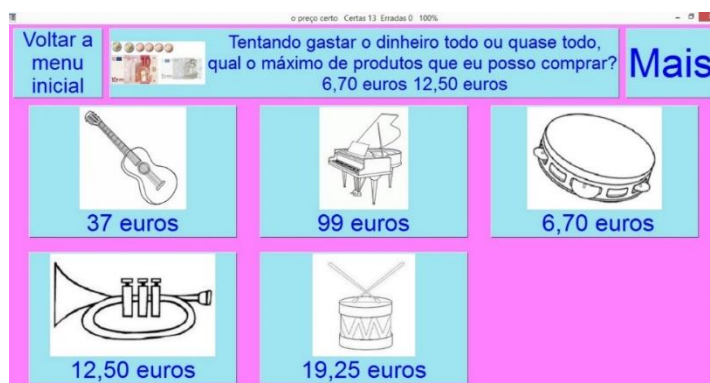 o preço certo Certas 13 Erradas 0 100%
Voltar a
menu
inicial
Tentando gastar o dinheiro todo ou quase todo,
qual o máximo de produtos que eu posso comprar?
6,70 euros 12,50 euros
Mais
37 euros
99 euros
6,70 euros
12,50 euros
19,25 euros